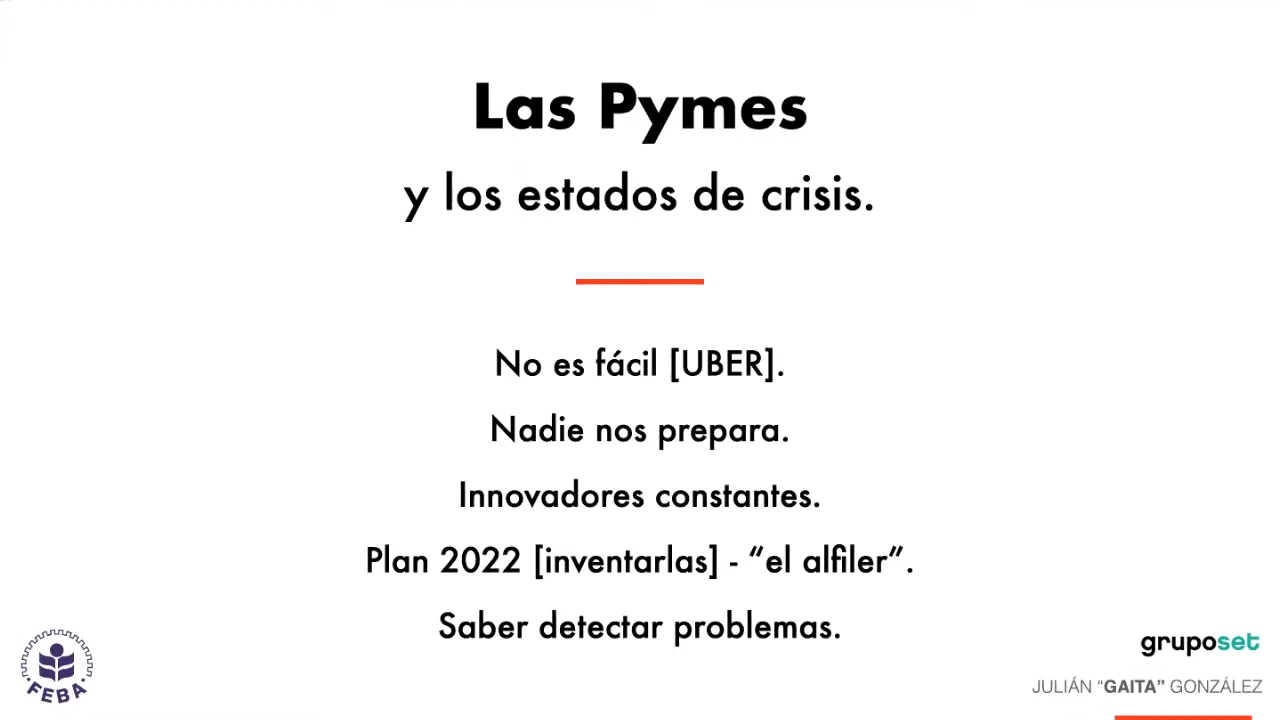 Las Pymes
y los estados de crisis.
No es fácil [UBER].
Nadie nos prepara.
Innovadores constantes.
Plan 2022 [inventarlas] - “el alfiler”.
Saber detectar problemas.
FEBA
gruposet
JULIÁN “GAITA” GONZÁLEZ